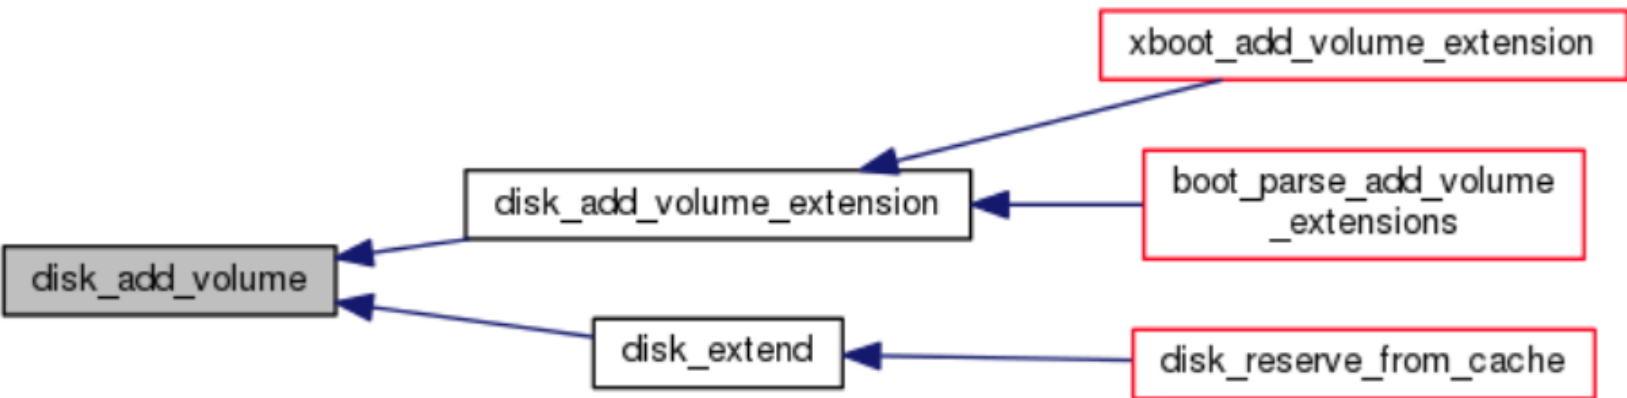 xboot_add_volume_extension
boot_parse_add_volume
_extensions
disk_add_volume_extension
disk_add_volume
disk_extend
disk_reserve_from_cache